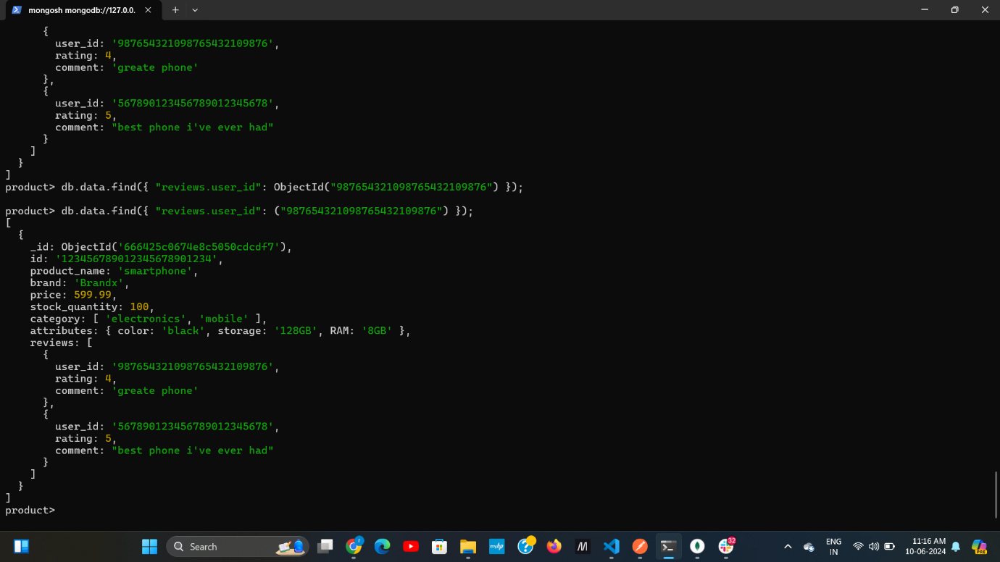 mongosh mongodb://127.0.0.
{
user_id: '987654321098765432109876',
rating: 4,
comment: 'greate phone'
},
{
user_id: '567890123456789012345678',
rating: 5,
comment: "best phone i've ever had"
}
]
}
]
product> db.data.find({ "reviews.user_id": ObjectId("987654321098765432109876") });
product> db.data.find({ "reviews.user_id": ("987654321098765432109876") });
[
{
_id: ObjectId('666425c0674e8c5050cdcdf7'),
id: '123456789012345678901234',
product_name: 'smartphone',
brand: 'Brandx',
price: 599.99,
stock_quantity: 100,
category: [ 'electronics', 'mobile' ],
attributes: { color: 'black', storage: '128GB', RAM: '8GB' },
reviews: [
{
user_id: '987654321098765432109876',
rating: 4,
comment: 'greate phone'
},
{
user_id: '567890123456789012345678',
rating: 5,
comment: "best phone i've ever had"
}
]
}
]
product>
Search
myhp
32
ENG
IN
11:16 AM
10-06-2024
PRE